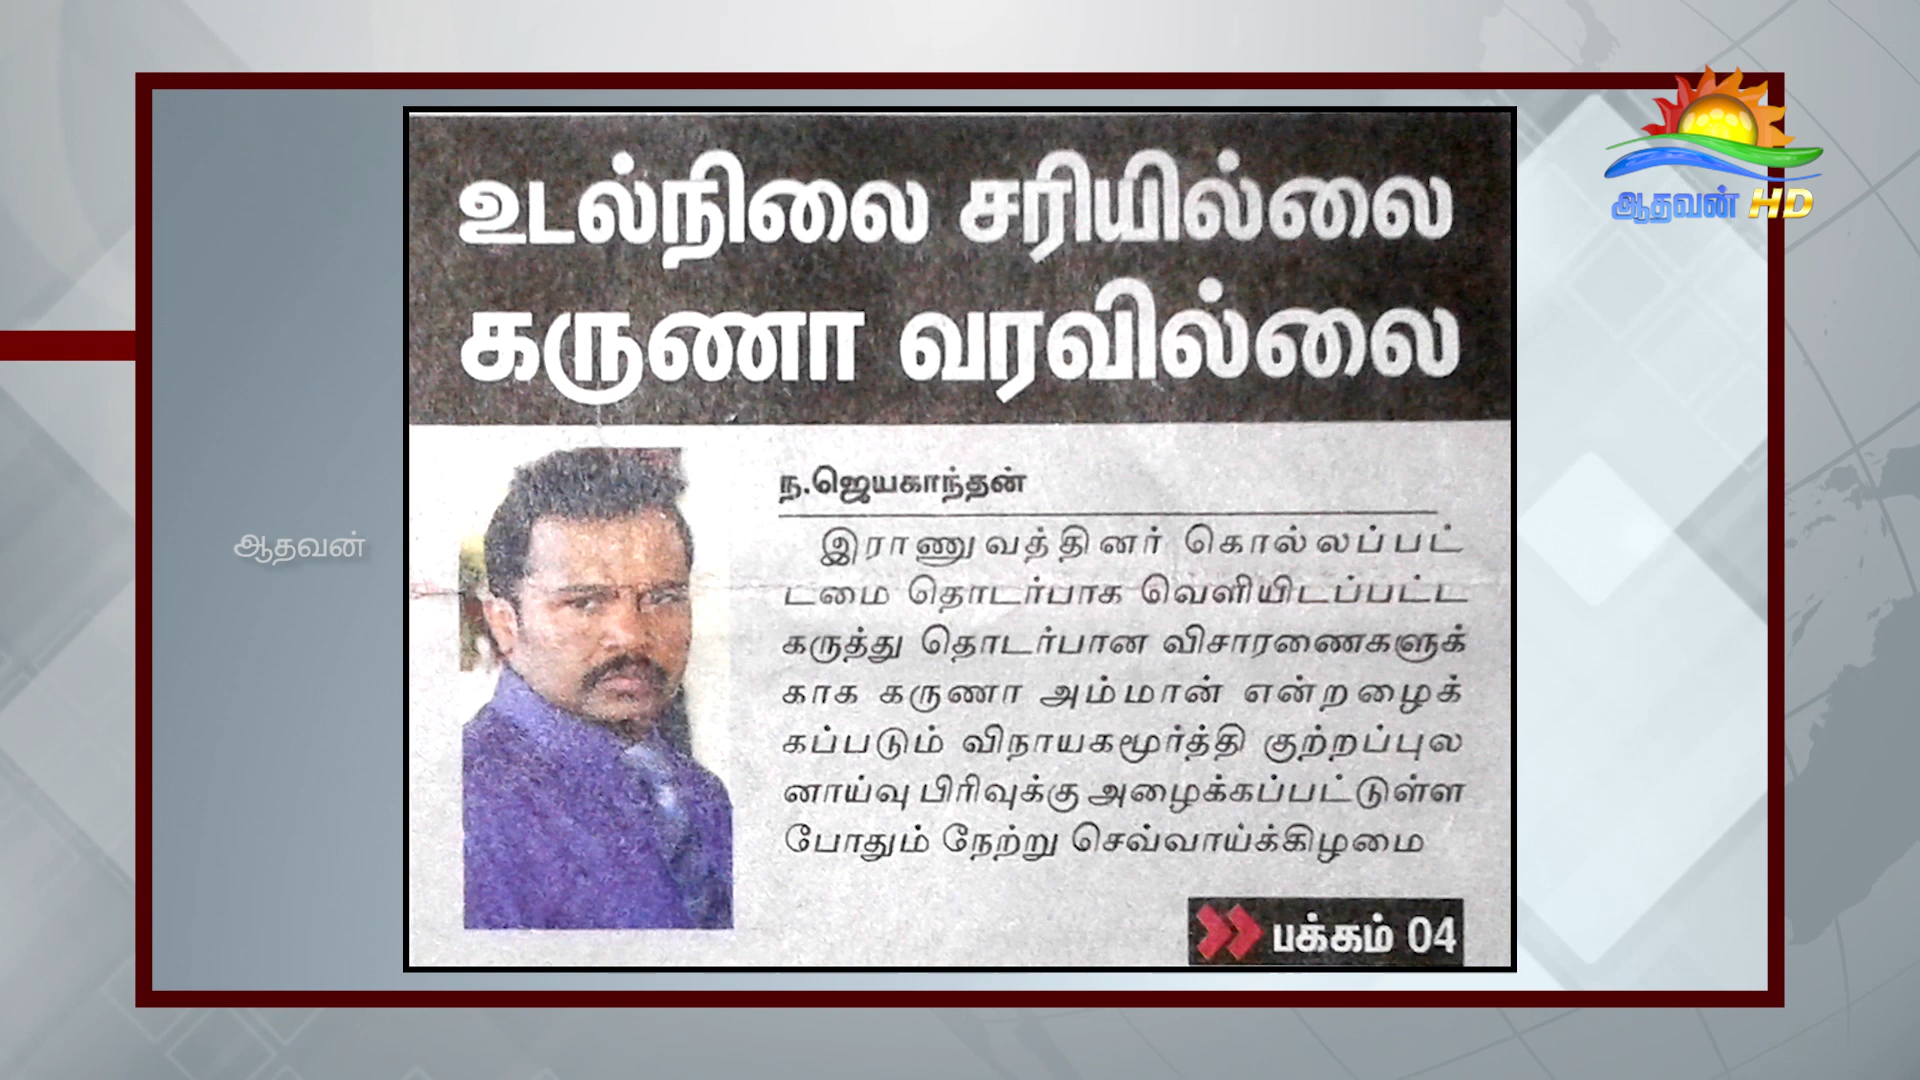 உடல்நிலை சரியில்லை
கருணா வரவில்லை
ந.ஜெயகாந்தன்
இராணுவத்தினர் கொல்லப்பட்
டமை தொடர்பாக வெளியிடப்பட்ட
கருத்து தொடர்பான விசாரணைகளுக்
காக கருணா அம்மான் என்றழைக்
கப்படும் விநாயகமூர்த்தி குற்றப்புல
னாய்வு பிரிவுக்கு அழைக்கப்பட்டுள்ள
போதும் நேற்று செவ்வாய்க்கிழமை
பக்கம் 04
ஆதவன்
ஆதவன் HD